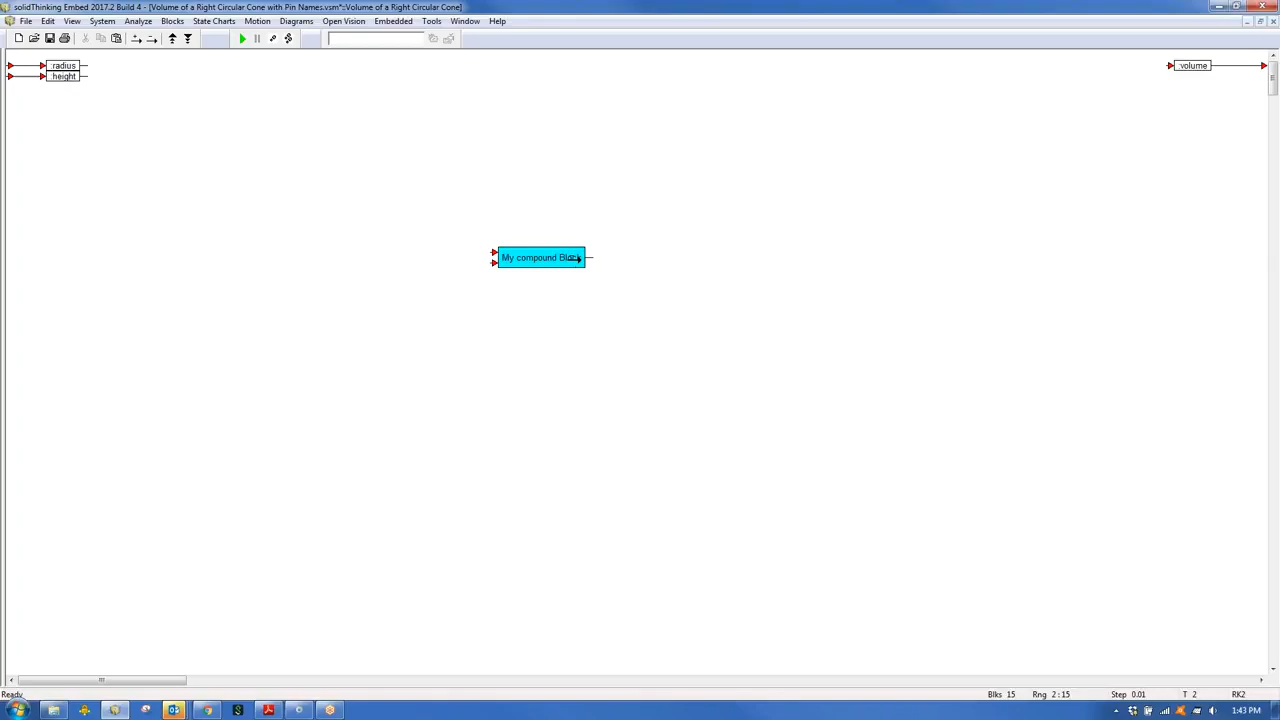 solidThinking Embed 2017.2 Build 4 - [Volume of a Right Circular Cone with Pin Names.vsm*::Volume of a Right Circular Cone]
File Edit View System Analyze Blocks State Charts Motion Diagrams Open Vision Embedded Tools Window Help
:radius
:height
:volume
My compound Block
Ready
Blks 15 Rng 2:15 Step 0.01 T 2 RK2
1:43 PM